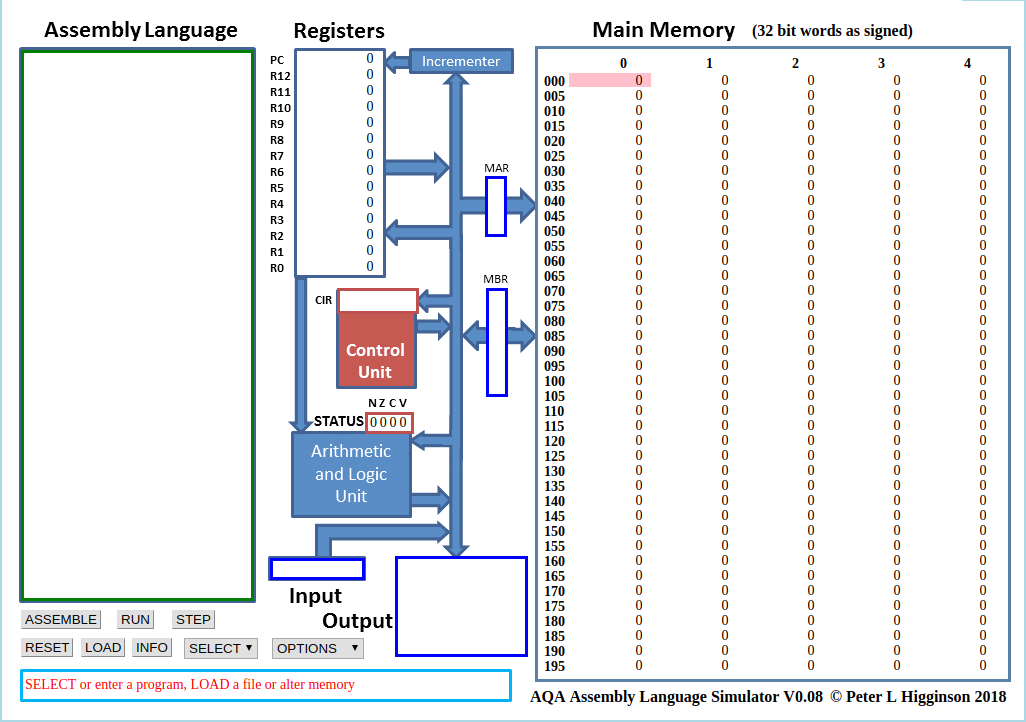 Assembly Language
Registers
Main Memory (32 bit words as signed)
PC 0
R12 0
R11 0
R10 0
R9 0
R8 0
R7 0
R6 0
R5 0
R4 0
R3 0
R2 0
R1 0
R0 0
Incrementer
MAR
MBR
CIR
Control
Unit
N Z C V
STATUS 0 0 0 0
Arithmetic
and Logic
Unit
Input
Output
0 1 2 3 4
000 0 0 0 0 0
005 0 0 0 0 0
010 0 0 0 0 0
015 0 0 0 0 0
020 0 0 0 0 0
025 0 0 0 0 0
030 0 0 0 0 0
035 0 0 0 0 0
040 0 0 0 0 0
045 0 0 0 0 0
050 0 0 0 0 0
055 0 0 0 0 0
060 0 0 0 0 0
065 0 0 0 0 0
070 0 0 0 0 0
075 0 0 0 0 0
080 0 0 0 0 0
085 0 0 0 0 0
090 0 0 0 0 0
095 0 0 0 0 0
100 0 0 0 0 0
105 0 0 0 0 0
110 0 0 0 0 0
115 0 0 0 0 0
120 0 0 0 0 0
125 0 0 0 0 0
130 0 0 0 0 0
135 0 0 0 0 0
140 0 0 0 0 0
145 0 0 0 0 0
150 0 0 0 0 0
155 0 0 0 0 0
160 0 0 0 0 0
165 0 0 0 0 0
170 0 0 0 0 0
175 0 0 0 0 0
180 0 0 0 0 0
185 0 0 0 0 0
190 0 0 0 0 0
195 0 0 0 0 0
ASSEMBLE RUN STEP
RESET LOAD INFO SELECT ▼ OPTIONS ▼
SELECT or enter a program, LOAD a file or alter memory
AQA Assembly Language Simulator V0.08 © Peter L Higginson 2018